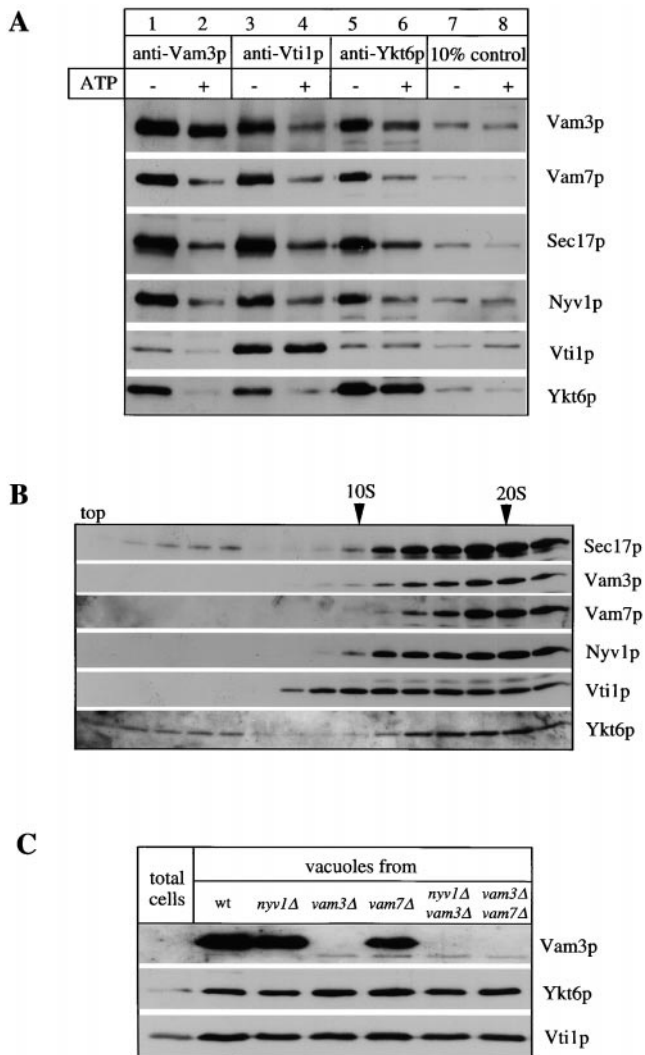 A
1 2 3 4 5 6 7 8
anti-Vam3p anti-Vti1p anti-Ykt6p 10% control
ATP - + - + - + - +
Vam3p
Vam7p
Sec17p
Nyv1p
Vti1p
Ykt6p
B
top 10S 20S
Sec17p
Vam3p
Vam7p
Nyv1p
Vti1p
Ykt6p
C
total cells
vacuoles from
wt nyv1Δ vam3Δ vam7Δ nyv1Δ vam3Δ vam3Δ vam7Δ
Vam3p
Ykt6p
Vti1p